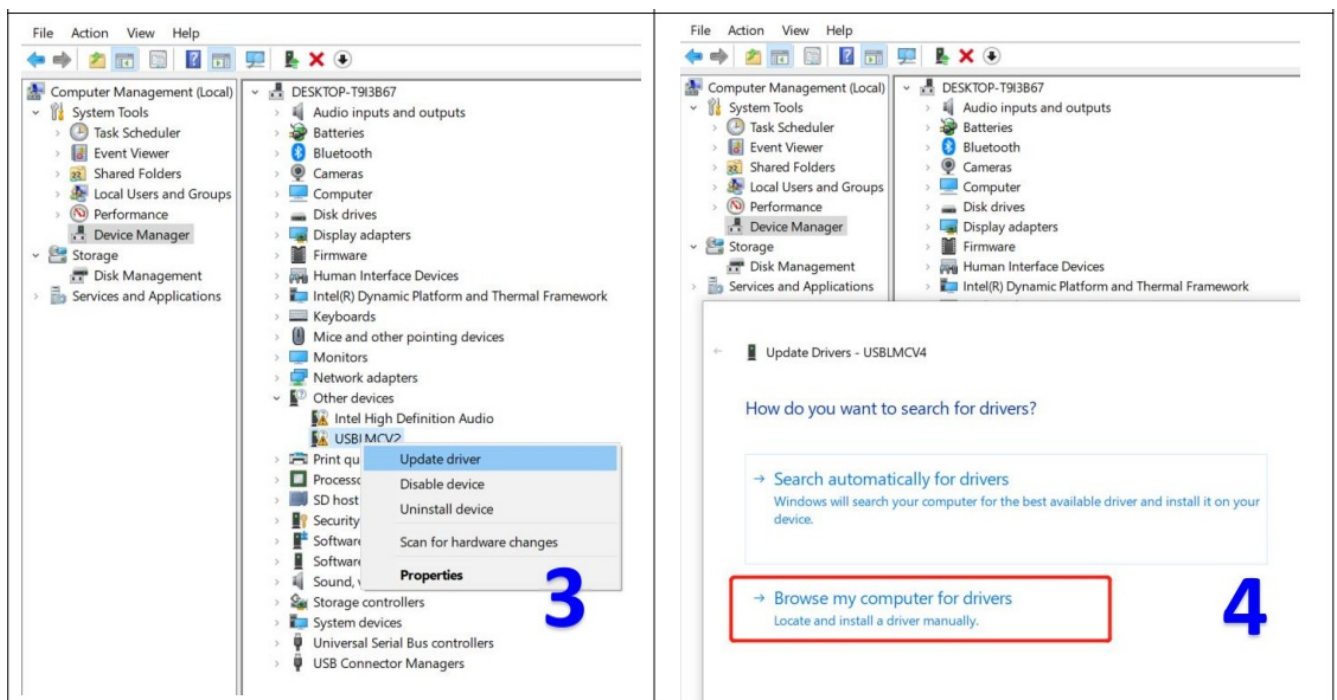 File Action View Help
Computer Management (Local)
System Tools
Task Scheduler
Event Viewer
Shared Folders
Local Users and Groups
Performance
Device Manager
Storage
Disk Management
Services and Applications
DESKTOP-T9I3B67
Audio inputs and outputs
Batteries
Bluetooth
Cameras
Computer
Disk drives
Display adapters
Firmware
Human Interface Devices
Intel(R) Dynamic Platform and Thermal Framework
Keyboards
Mice and other pointing devices
Monitors
Network adapters
Other devices
Intel High Definition Audio
USBLMCV2
Print qu
Processo
SD host
Security
Software
Software
Sound, v
Storage controllers
System devices
Universal Serial Bus controllers
USB Connector Managers
Update driver
Disable device
Uninstall device
Scan for hardware changes
Properties
3
File Action View Help
Computer Management (Local)
System Tools
Task Scheduler
Event Viewer
Shared Folders
Local Users and Groups
Performance
Device Manager
Storage
Disk Management
Services and Applications
DESKTOP-T9I3B67
Audio inputs and outputs
Batteries
Bluetooth
Cameras
Computer
Disk drives
Display adapters
Firmware
Human Interface Devices
Intel(R) Dynamic Platform and Thermal Framework
Update Drivers - USBLMCV4
How do you want to search for drivers?
Search automatically for drivers
Windows will search your computer for the best available driver and install it on your
device.
Browse my computer for drivers
Locate and install a driver manually.
4